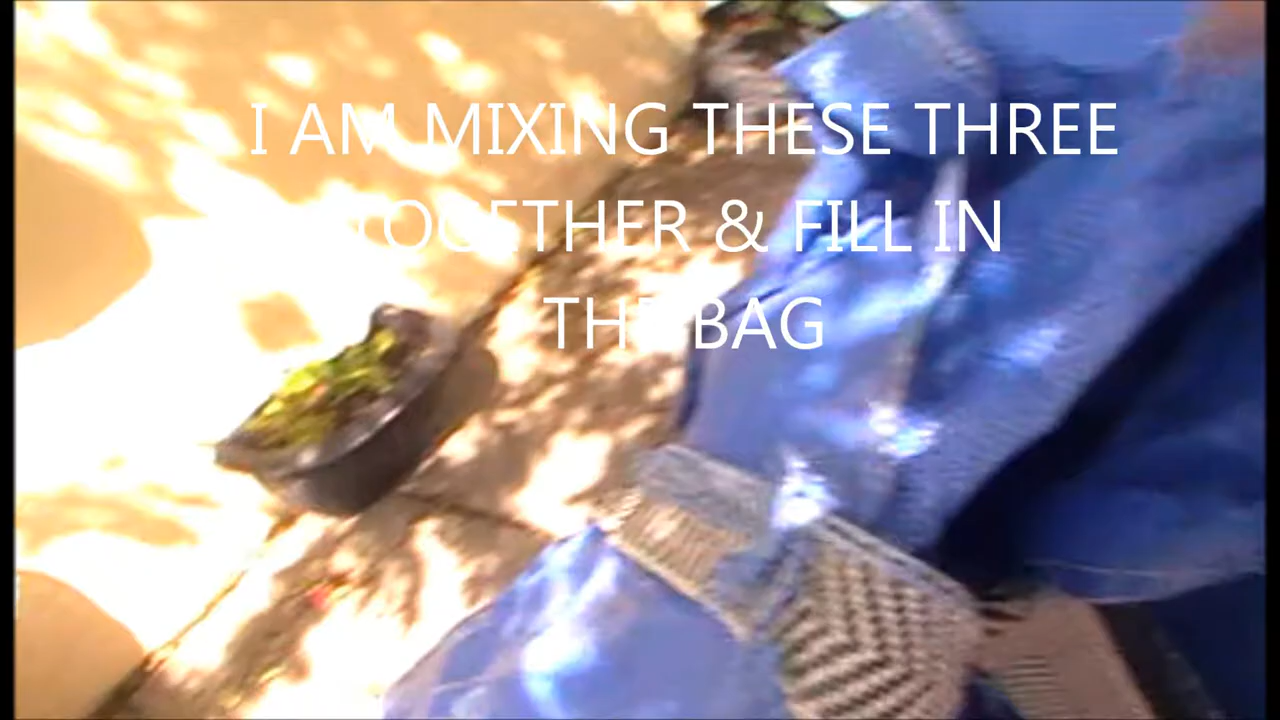 I AM MIXING THESE THREE
TOGETHER & FILL IN
THE BAG